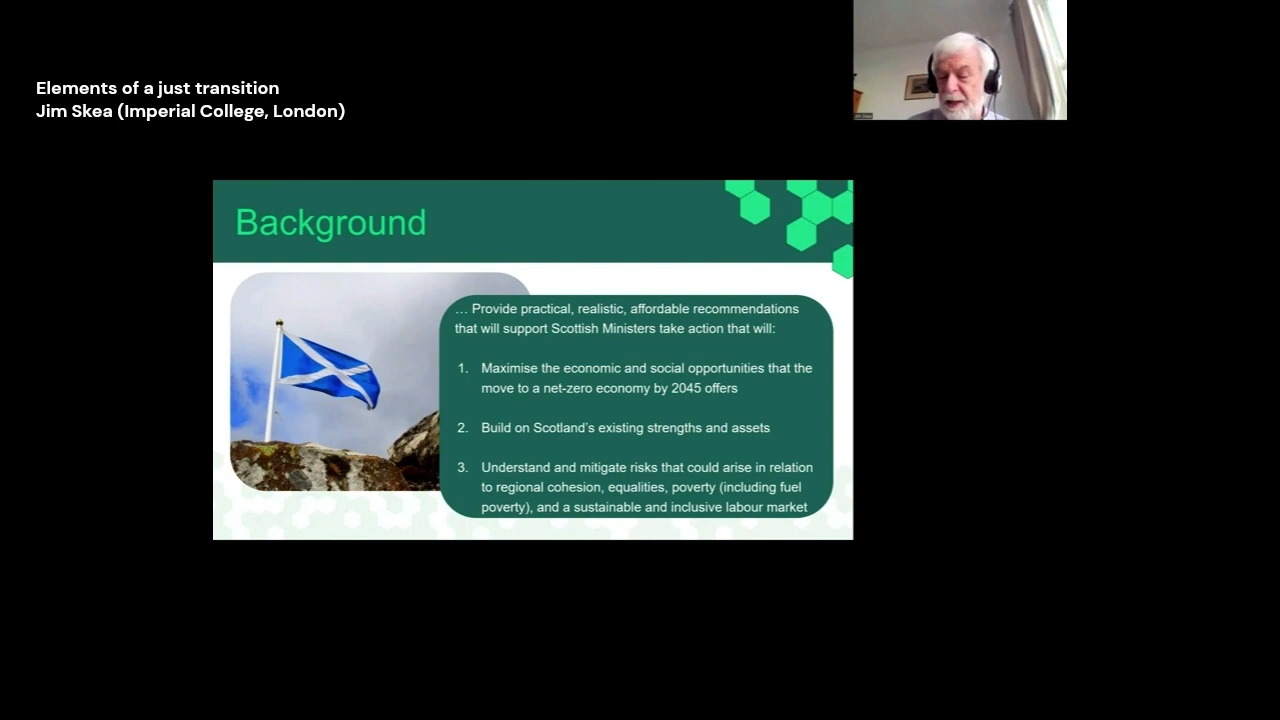 Elements of a just transition
Jim Skea (Imperial College, London)
Jim Skea
Background
… Provide practical, realistic, affordable recommendations
that will support Scottish Ministers take action that will:
1. Maximise the economic and social opportunities that the
move to a net-zero economy by 2045 offers
2. Build on Scotland's existing strengths and assets
3. Understand and mitigate risks that could arise in relation
to regional cohesion, equalities, poverty (including fuel
poverty), and a sustainable and inclusive labour market